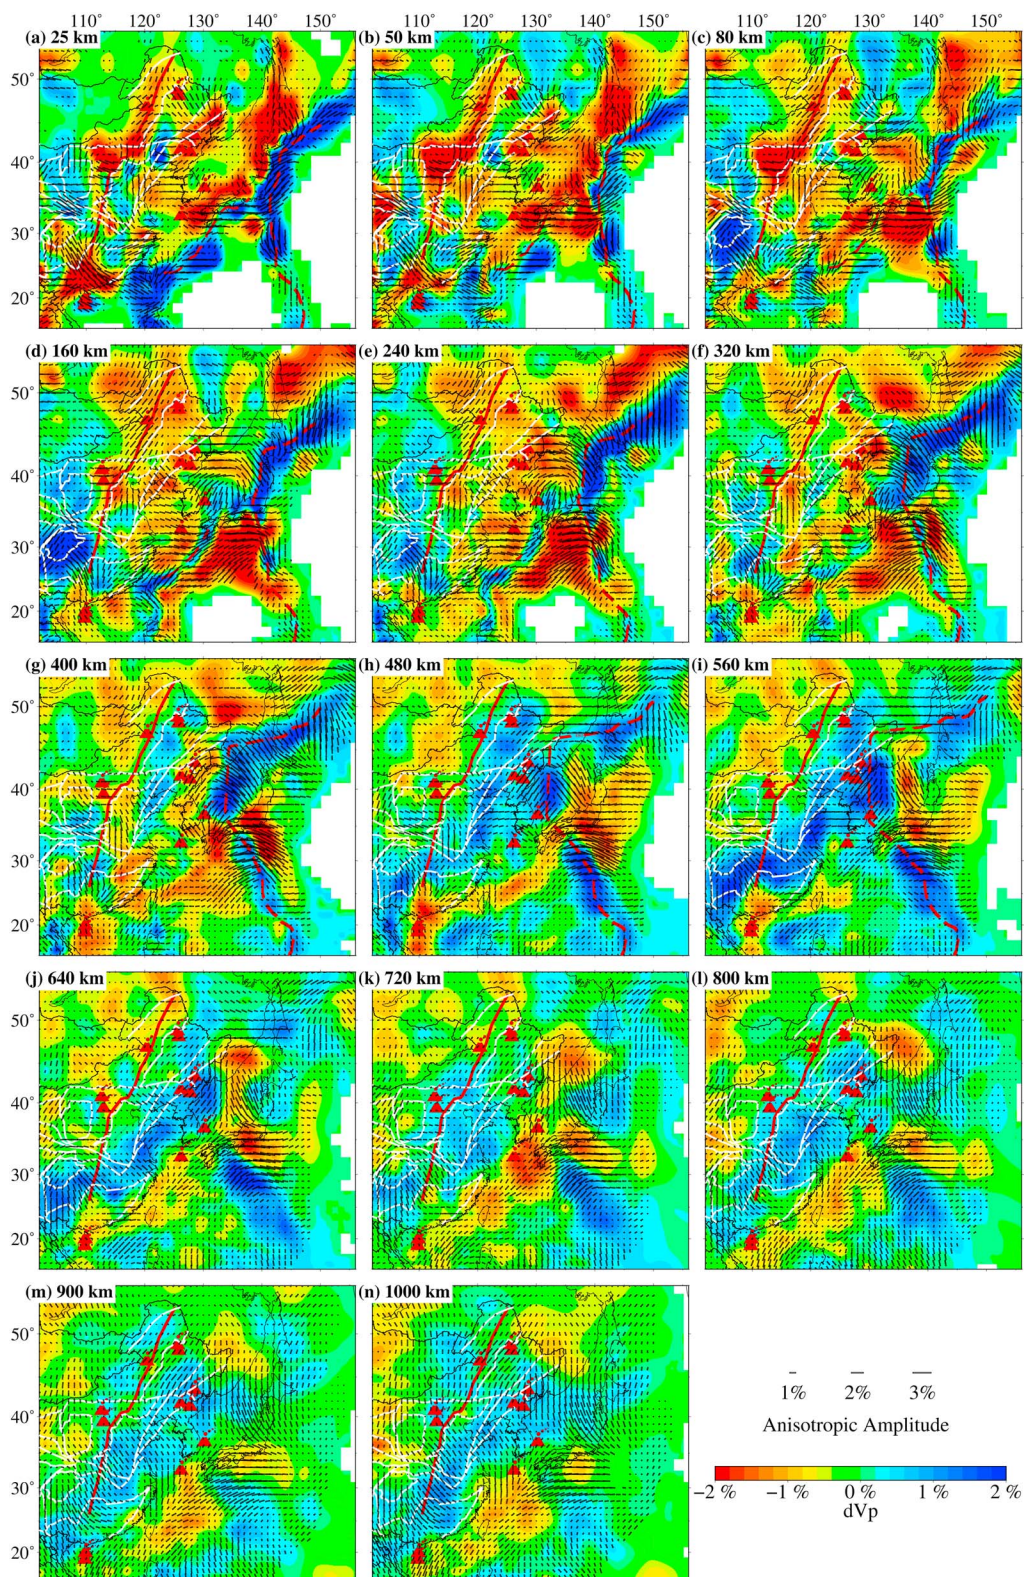 110° 120° 130° 140° 150° 110° 120° 130° 140° 150° 110° 120° 130° 140° 150°
(a) 25 km (b) 50 km (c) 80 km
50°
40°
30°
20°
(d) 160 km (e) 240 km (f) 320 km
50°
40°
30°
20°
(g) 400 km (h) 480 km (i) 560 km
50°
40°
30°
20°
(j) 640 km (k) 720 km (l) 800 km
50°
40°
30°
20°
(m) 900 km (n) 1000 km
50°
40°
30°
20°
1% 2% 3%
Anisotropic Amplitude
−2 % −1 % 0 % 1 % 2 %
dVp